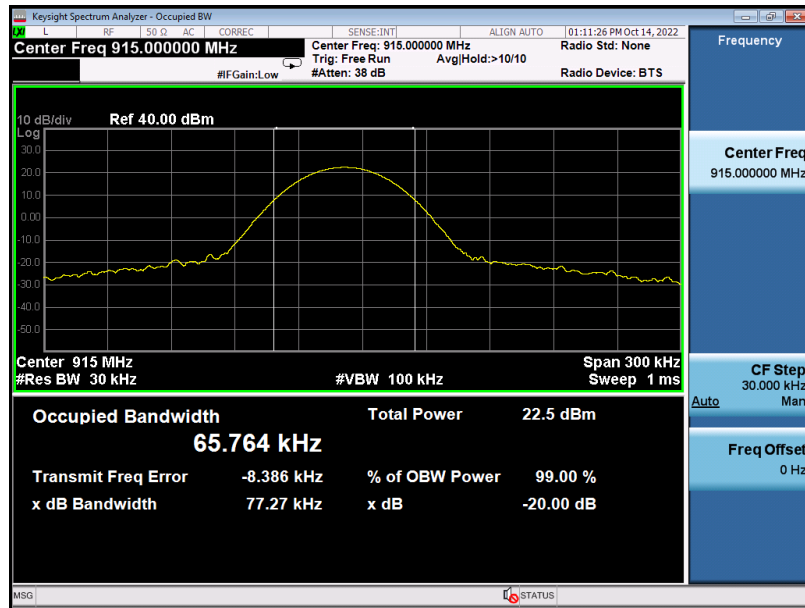 Keysight Spectrum Analyzer - Occupied BW
LXI L RF 50 Ω AC CORREC SENSE:INT ALIGN AUTO 01:11:26 PM Oct 14, 2022
Center Freq 915.000000 MHz
Center Freq: 915.000000 MHz
Radio Std: None
Trig: Free Run Avg|Hold:>10/10
#IFGain:Low
#Atten: 38 dB
Radio Device: BTS
Frequency
10 dB/div Ref 40.00 dBm
Log
30.0
20.0
10.0
0.00
-10.0
-20.0
-30.0
-40.0
-50.0
Center Freq
915.000000 MHz
Center 915 MHz Span 300 kHz
#Res BW 30 kHz #VBW 100 kHz Sweep 1 ms
CF Step
30.000 kHz
Auto Man
Occupied Bandwidth
65.764 kHz
Total Power 22.5 dBm
Transmit Freq Error -8.386 kHz % of OBW Power 99.00 %
x dB Bandwidth 77.27 kHz x dB -20.00 dB
Freq Offset
0 Hz
MSG STATUS